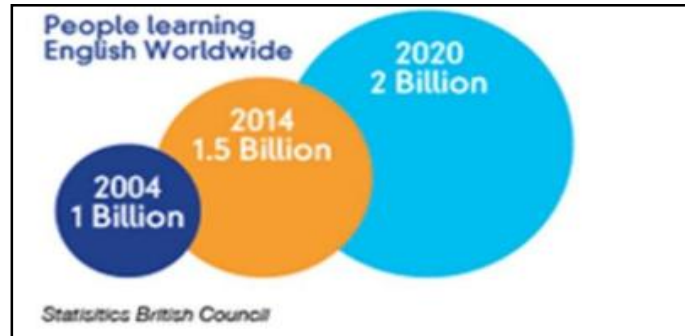 People learning
English Worldwide
2020
2 Billion
2014
1.5 Billion
2004
1 Billion
Statisitics British Council